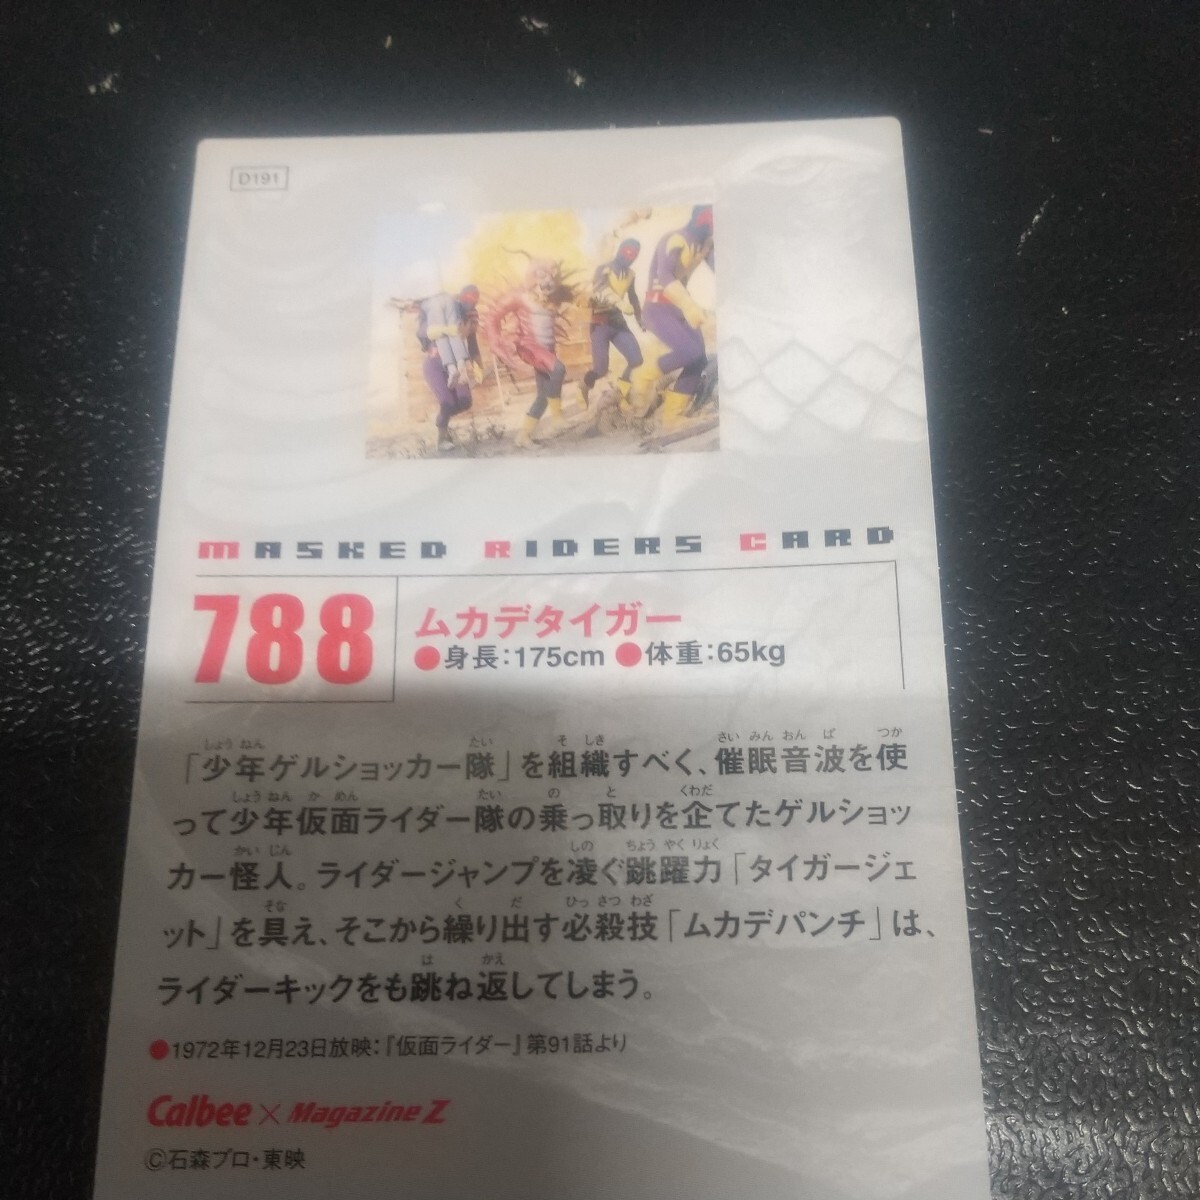 D191
MASKED RIDERS CARD
788
ムカデタイガー
●身長:175cm ●体重:65kg
「少年ゲルショッカー隊」を組織すべく、催眠音波を使
って少年仮面ライダー隊の乗っ取りを企てたゲルショッ
カー怪人。ライダージャンプを凌ぐ跳躍力「タイガージェ
ット」を具え、そこから繰り出す必殺技「ムカデパンチ」は、
ライダーキックをも跳ね返してしまう。
●1972年12月23日放映:『仮面ライダー』第91話より
Calbee × Magazine Z
©石森プロ・東映